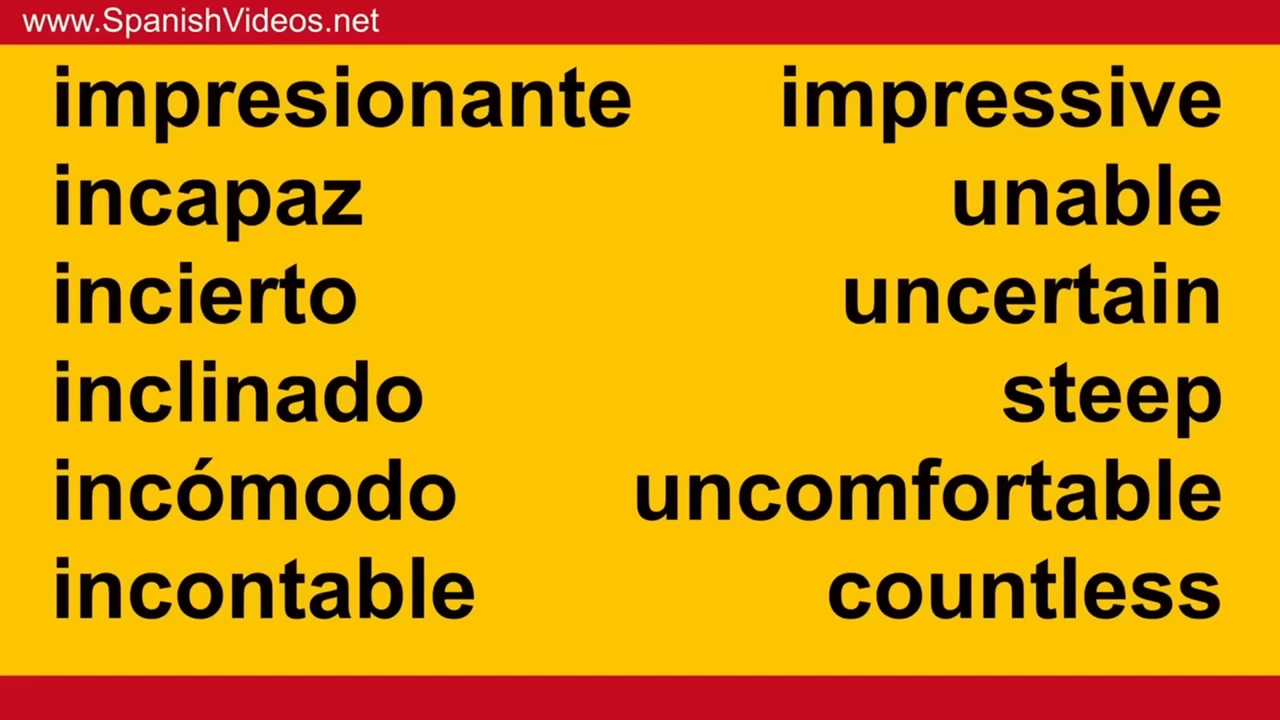 www.SpanishVideos.net
impresionante impressive
incapaz unable
incierto uncertain
inclinado steep
incómodo uncomfortable
incontable countless